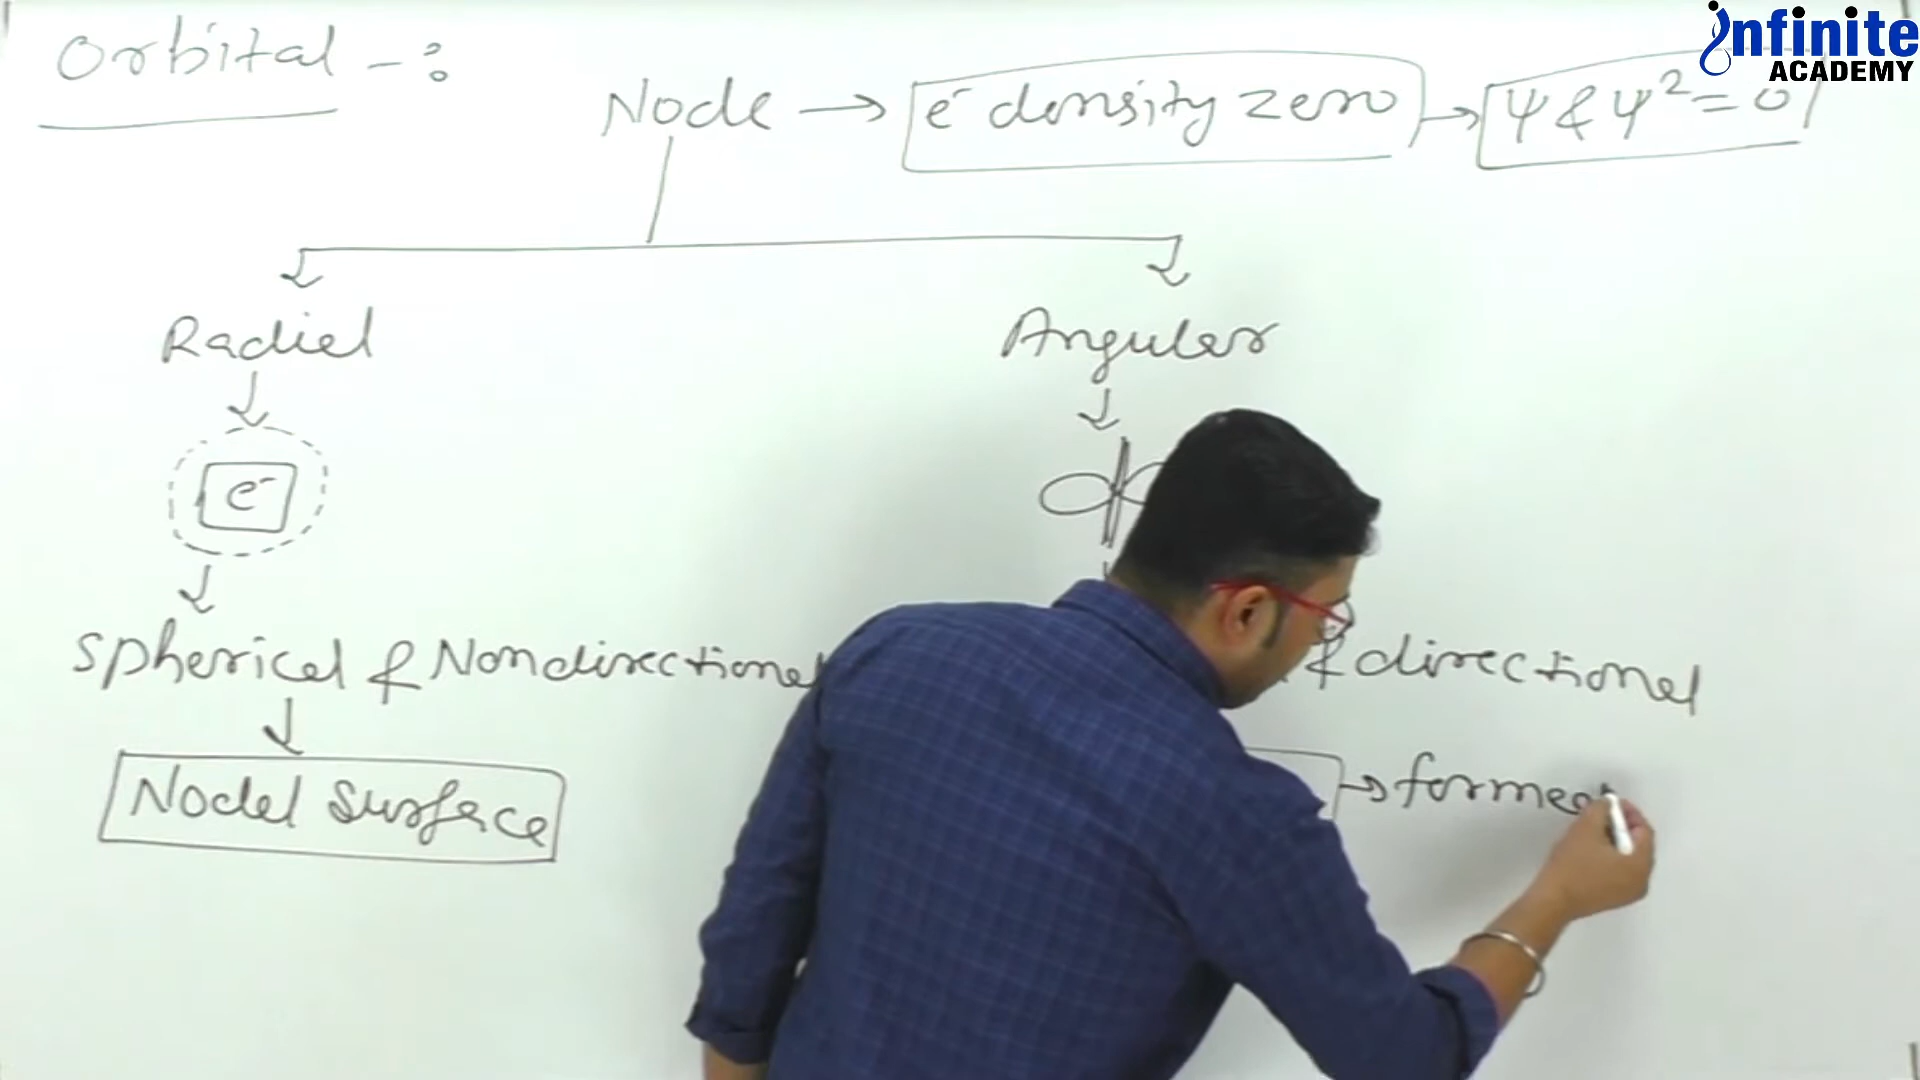 infinite
ACADEMY
Orbital -:
Node → e⁻ density zero → ψ & ψ² = 0
Radial
Angular
e⁻
Spherical & Nondirectional
& directional
Nodal Surface
→ formed